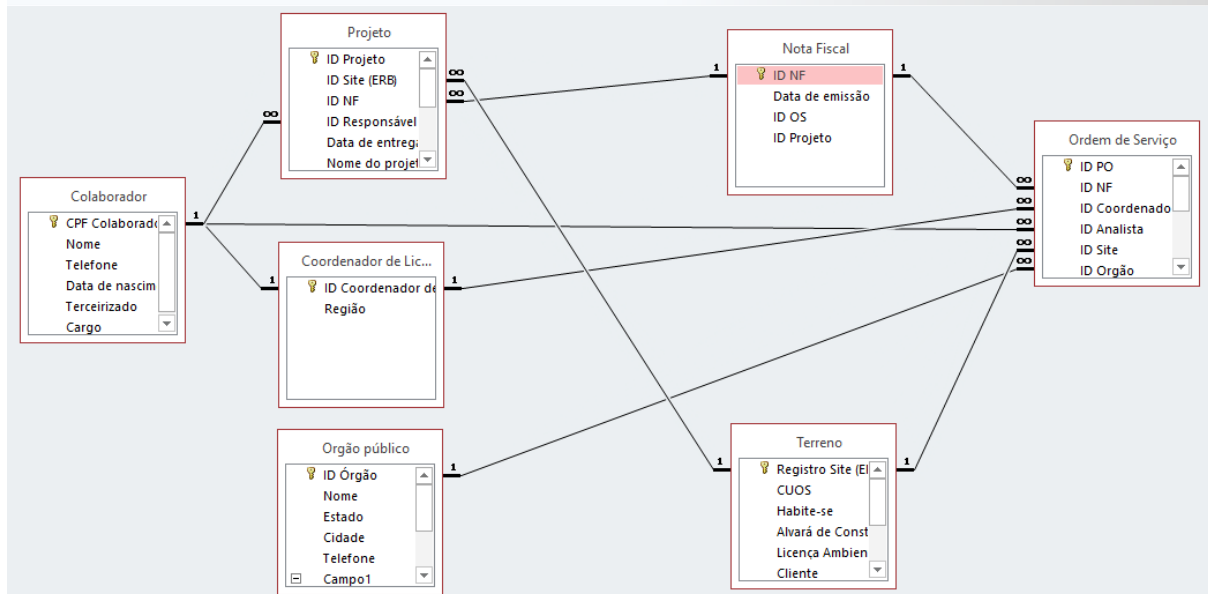 Projeto
ID Projeto
ID Site (ERB)
ID NF
ID Responsável
Data de entrega
Nome do projet
Nota Fiscal
ID NF
Data de emissão
ID OS
ID Projeto
Ordem de Serviço
ID PO
ID NF
ID Coordenado
ID Analista
ID Site
ID Orgão
Colaborador
CPF Colaborado
Nome
Telefone
Data de nascim
Terceirizado
Cargo
Coordenador de Lic...
ID Coordenador de
Região
Orgão público
ID Órgão
Nome
Estado
Cidade
Telefone
Campo1
Terreno
Registro Site (EI
CUOS
Habite-se
Alvará de Const
Licença Ambien
Cliente
1
∞
∞
∞
1
1
∞
∞
∞
∞
∞
1
1
1
1
1
1